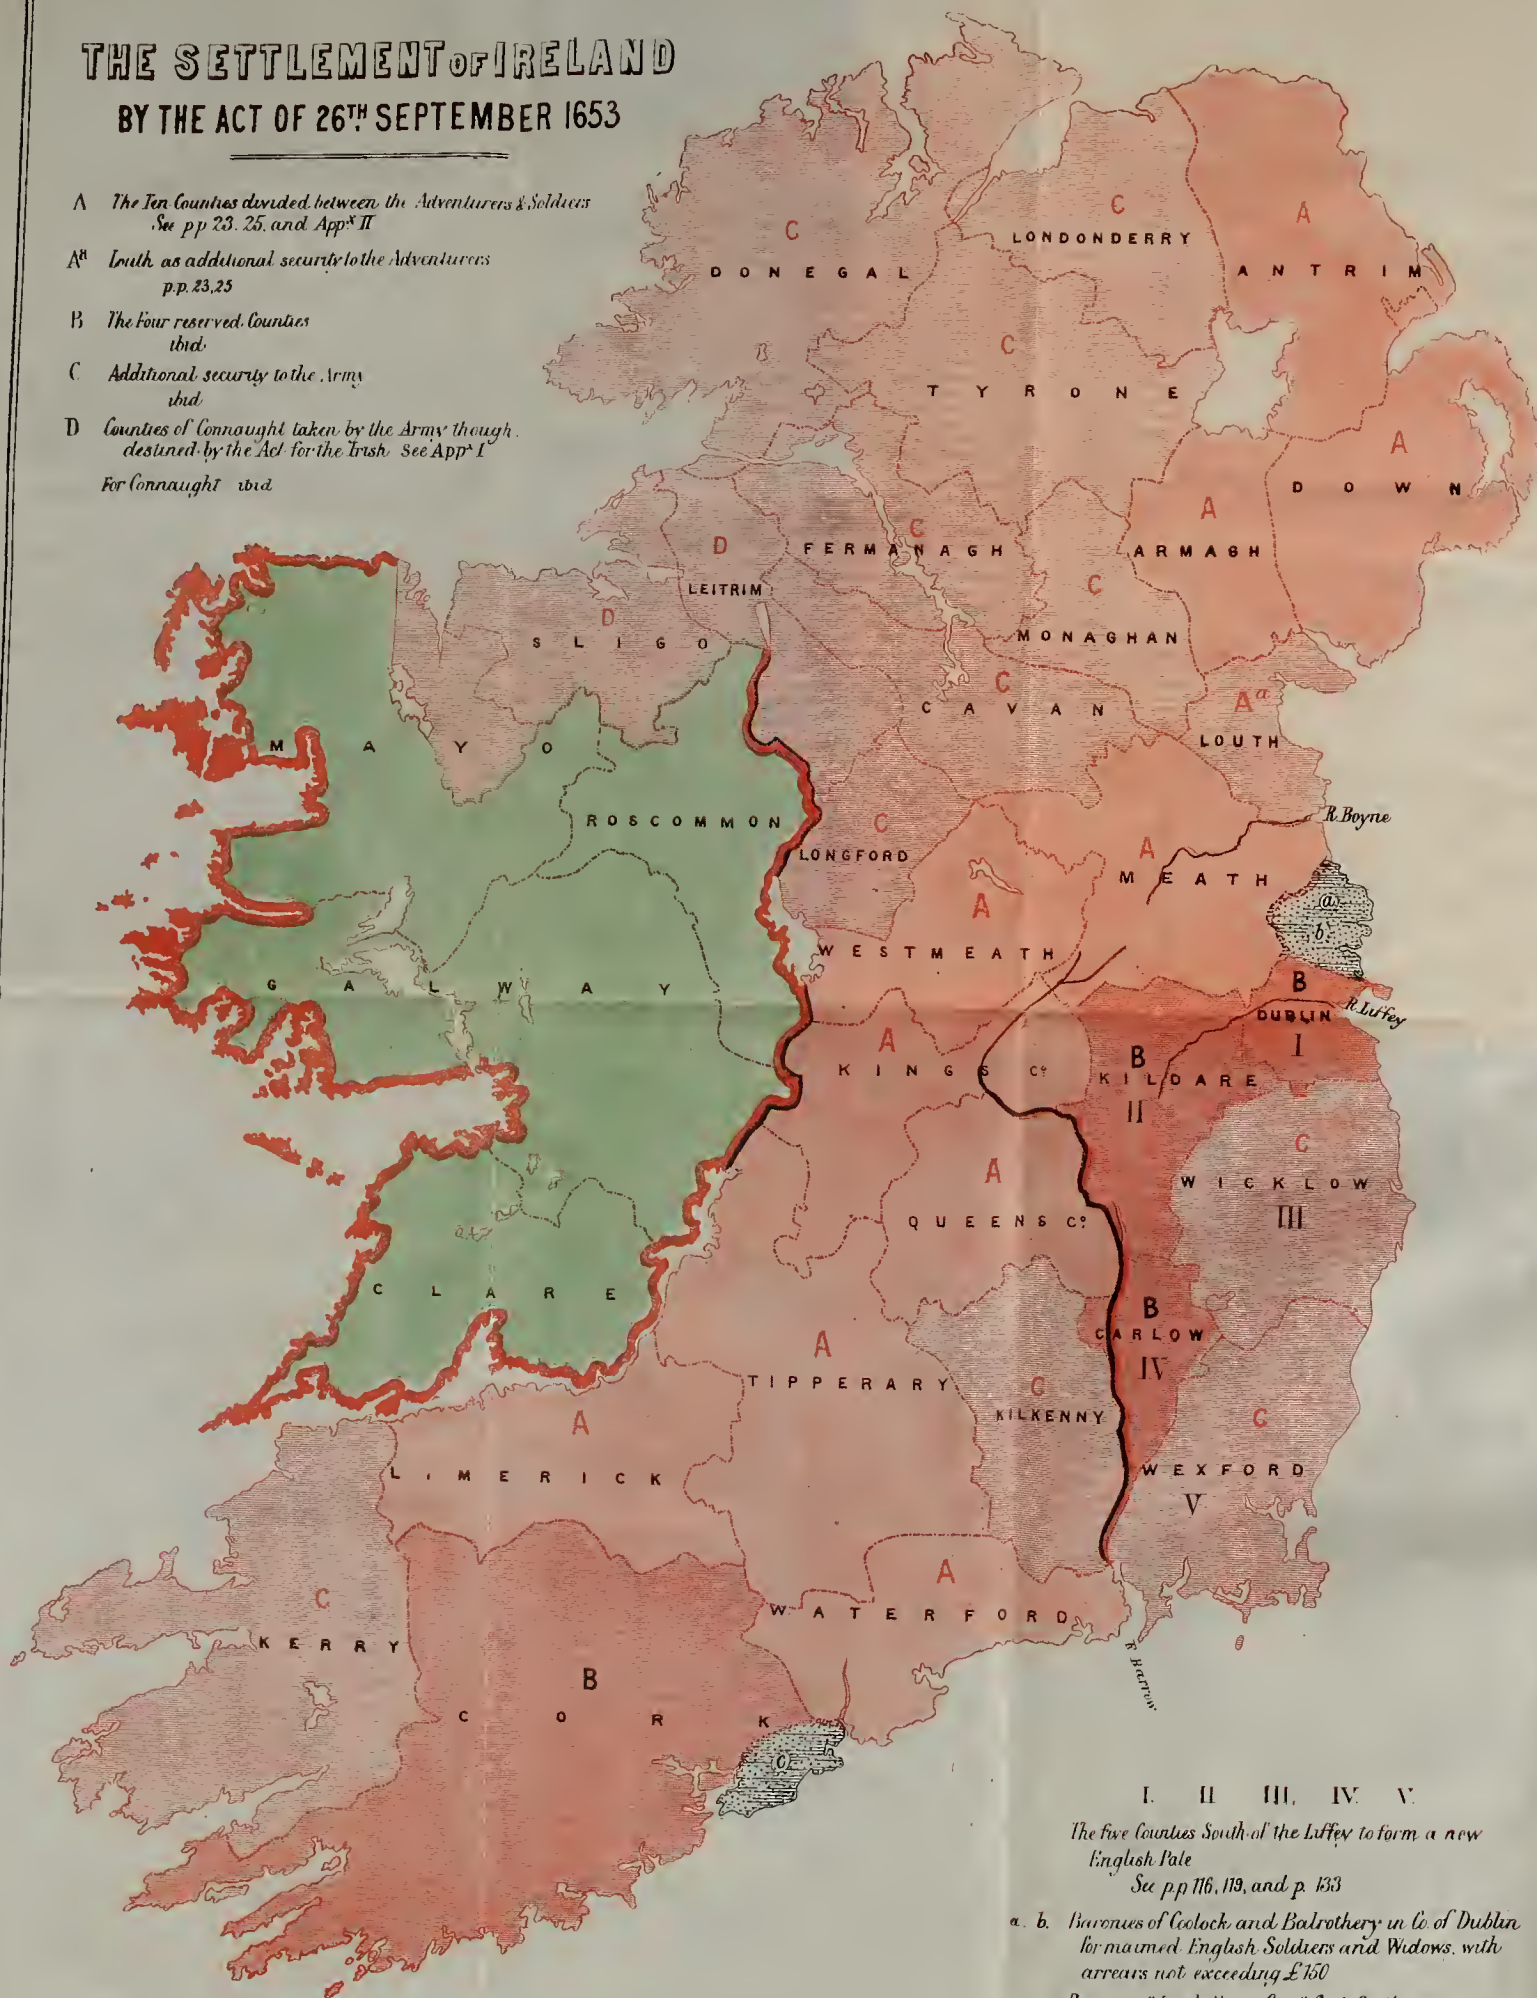 THE SETTLEMENT OF IRELAND
BY THE ACT OF 26TH SEPTEMBER 1653
A The Ten Counties divided between the Adventurers & Soldiers
See pp 23. 25. and Appx II
Aa Louth as additional security to the Adventurers
p.p. 23,25
B The Four reserved Counties
ibid.
C Additional security to the Army
ibid
D Counties of Connaught taken by the Army though
destined by the Act for the Irish See Appx I
For Connaught ibid
C
DONEGAL
C
LONDONDERRY
A
ANTRIM
C
TYRONE
A
DOWN
A
ARMAGH
C
FERMANAGH
D
LEITRIM
D
SLIGO
C
MONAGHAN
C
CAVAN
Aa
LOUTH
MAYO
ROSCOMMON
C
LONGFORD
R. Boyne
A
MEATH
a
b
A
WESTMEATH
GALWAY
B
DUBLIN
I
R. Liffey
A
KINGS Co.
B
KILDARE
II
C
WICKLOW
III
A
QUEENS Co.
CLARE
B
CARLOW
IV
A
TIPPERARY
C
KILKENNY
A
LIMERICK
C
WEXFORD
V
A
WATERFORD
C
KERRY
B
CORK
c
R Barrow.
I. II III, IV. V.
The five Counties South of the Liffey to form a new
English Pale
See p.p 116, 119, and p. 133
a. b. Baronies of Coolock and Balrothery in Co. of Dublin
for maimed English Soldiers and Widows, with
arrears not exceeding £150